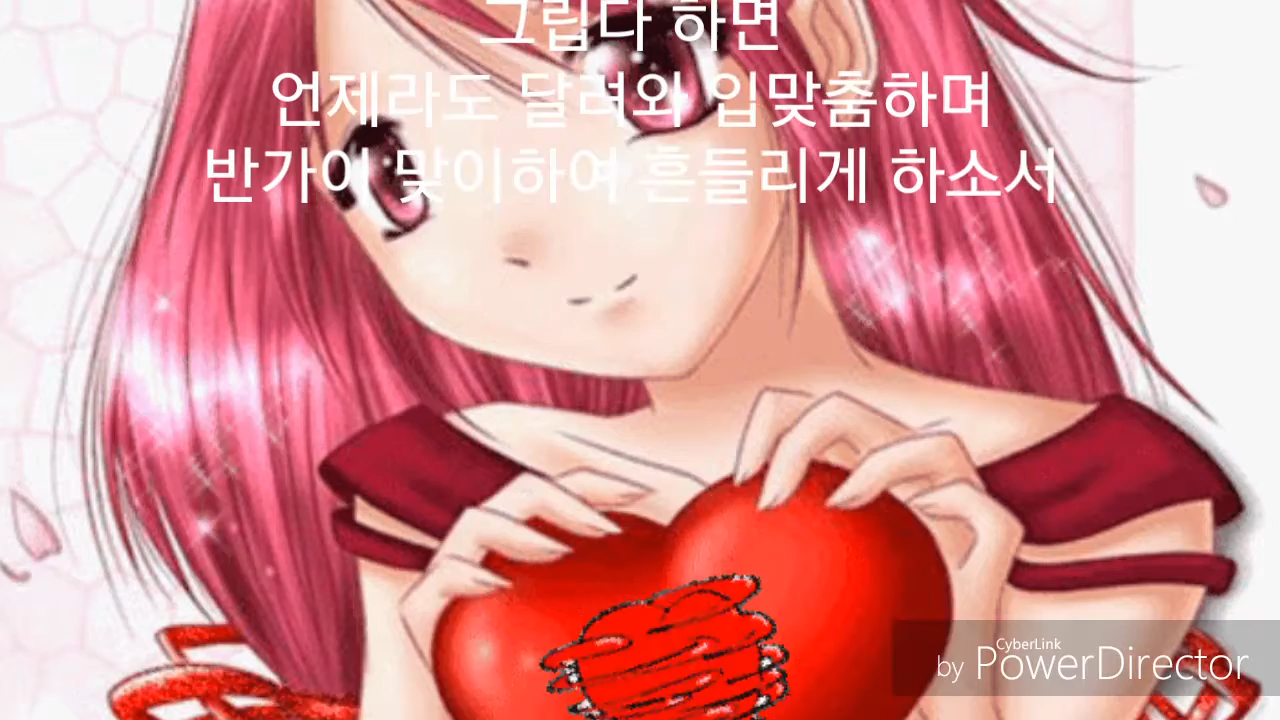 그립다 하면
언제라도 달려와 입맞춤하며
반가이 맞이하여 흔들리게 하소서
CyberLink
by PowerDirector